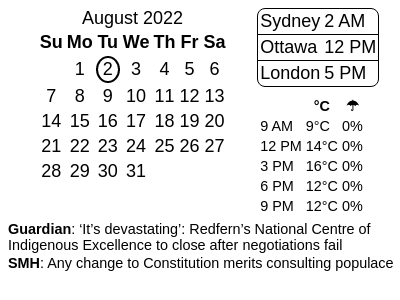 August 2022
Su Mo Tu We Th Fr Sa
1 2 3 4 5 6
7 8 9 10 11 12 13
14 15 16 17 18 19 20
21 22 23 24 25 26 27
28 29 30 31
Sydney 2 AM
Ottawa 12 PM
London 5 PM
°C ☂
9 AM 9°C 0%
12 PM 14°C 0%
3 PM 16°C 0%
6 PM 12°C 0%
9 PM 12°C 0%
Guardian: ‘It’s devastating’: Redfern’s National Centre of
Indigenous Excellence to close after negotiations fail
SMH: Any change to Constitution merits consulting populace